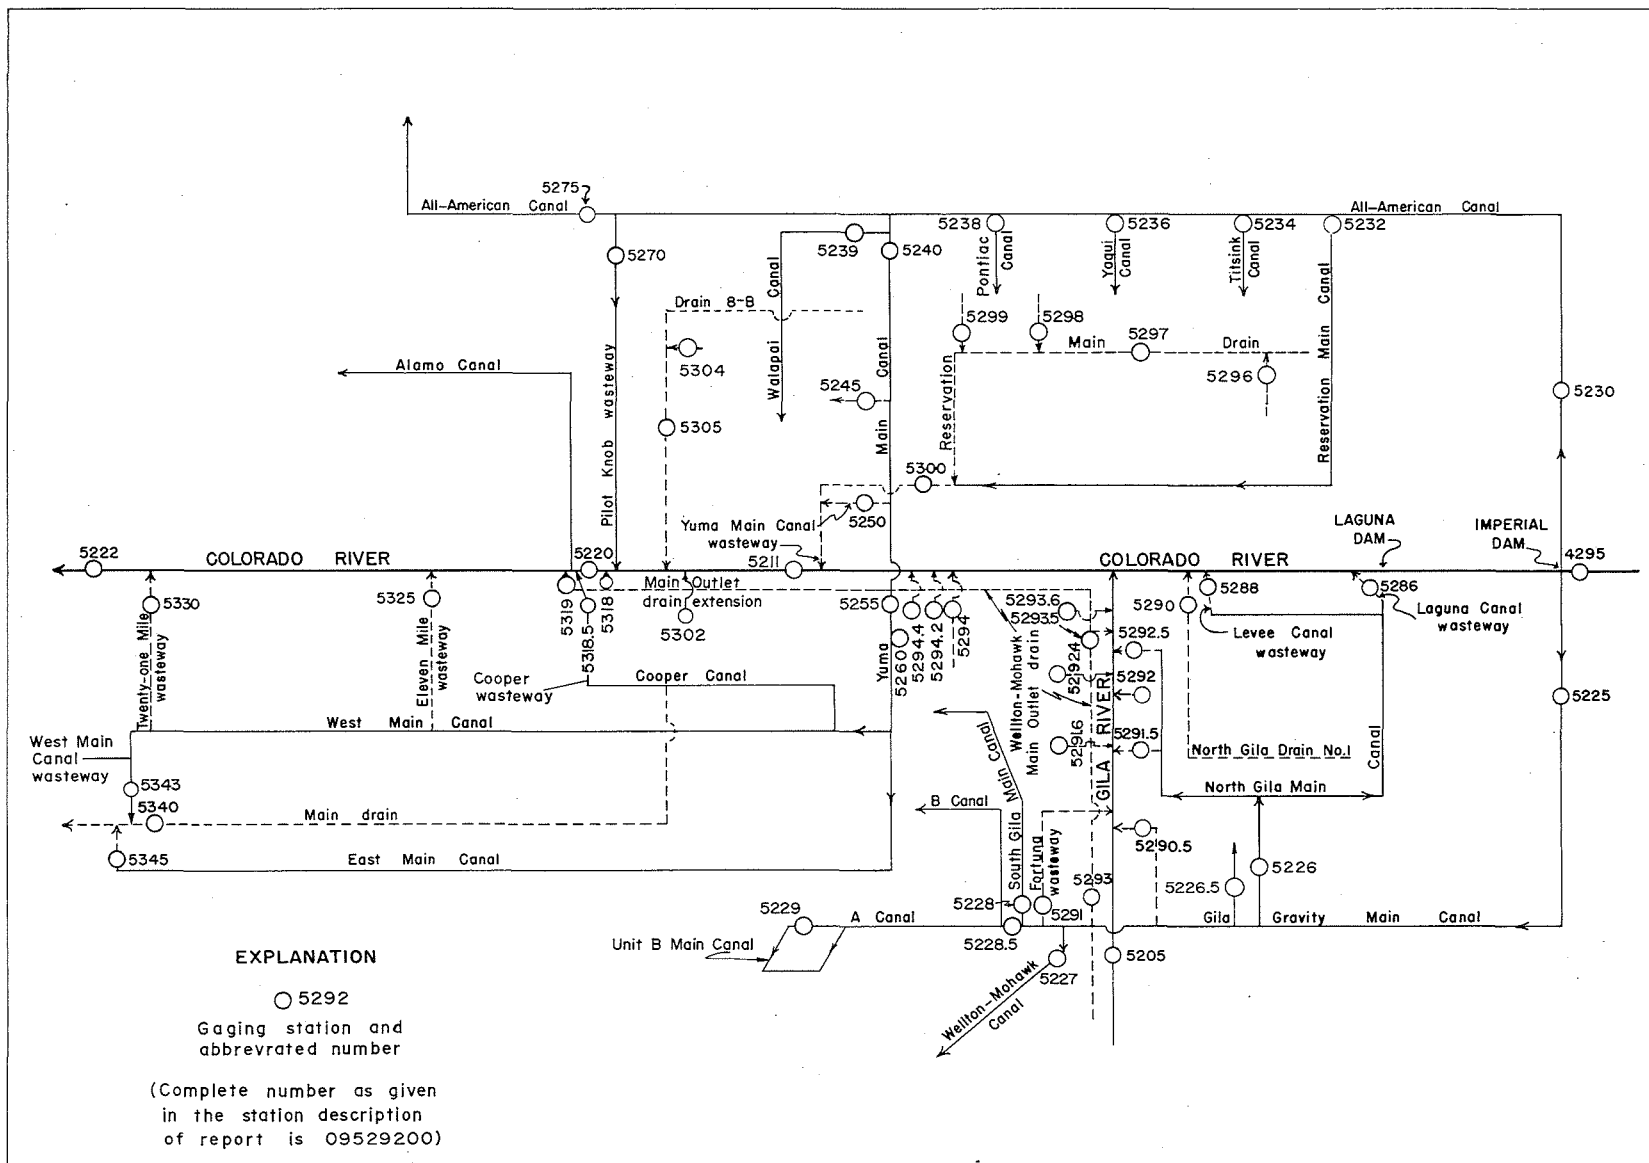 5275
All-American Canal
All-American Canal
5238
5236
5234
5232
5239
5240
5270
Pontiac
Canal
Yaqui
Canal
Titsink
Canal
Drain 8-B
Walapai Canal
5299
5298
5297
Main Drain
5296
Reservation Main Canal
5304
Alamo Canal
5245
Main Canal
5230
5305
Pilot Knob wasteway
Reservation
5300
5250
Yuma Main Canal
wasteway
LAGUNA
DAM
IMPERIAL
DAM
5222
COLORADO RIVER
5220
5211
COLORADO RIVER
4295
5330
5325
5319
5318
Main Outlet
drain extension
5302
5255
5293.6
5293.5
5290
5288
5286
Laguna Canal
wasteway
5318.5
5260
5294.4
5294.2
5294
5292.5
Levee Canal
wasteway
Twenty-one Mile
wasteway
Eleven Mile
wasteway
Cooper
wasteway
Cooper Canal
Yuma
Wellton-Mohawk
Main Outlet drain
5292.4
5292
5225
West Main Canal
West Main
Canal
wasteway
5291.6
5291.5
North Gila Drain No.1
Canal
5343
South Gila Main Canal
GILA RIVER
North Gila Main
5340
Main drain
B Canal
5290.5
5345
East Main Canal
Fortuna
wasteway
5293
5226.5
5226
5229
A Canal
5228
5291
Gila Gravity Main Canal
Unit B Main Canal
5228.5
5227
5205
Wellton-Mohawk
Canal
EXPLANATION
5292
Gaging station and
abbrevrated number
(Complete number as given
in the station description
of report is 09529200)